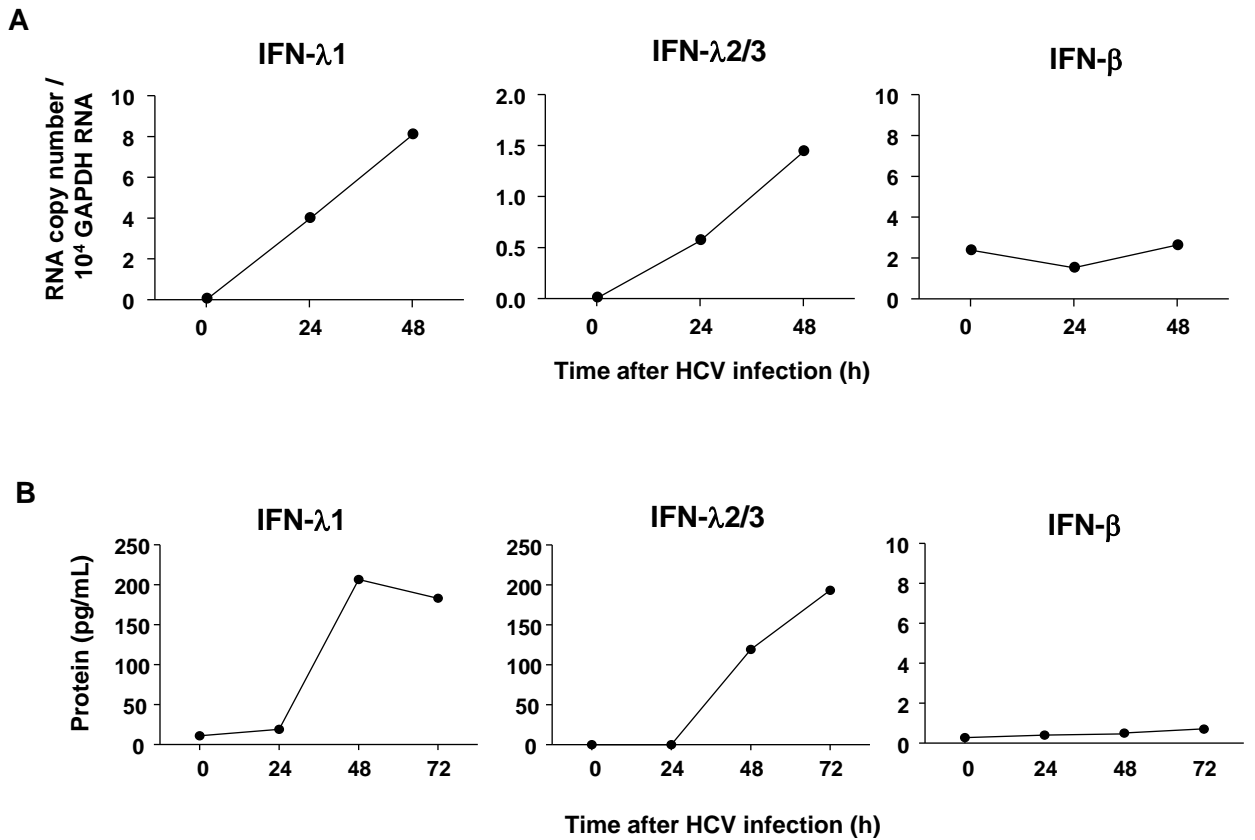 A
IFN-λ1
IFN-λ2/3
IFN-β
RNA copy number /
10⁴ GAPDH RNA
10
8
6
4
2
0
0 24 48
2.0
1.5
1.0
0.5
0.0
0 24 48
10
8
6
4
2
0
0 24 48
Time after HCV infection (h)
B
IFN-λ1
IFN-λ2/3
IFN-β
Protein (pg/mL)
250
200
150
100
50
0
0 24 48 72
250
200
150
100
50
0
0 24 48 72
10
8
6
4
2
0
0 24 48 72
Time after HCV infection (h)